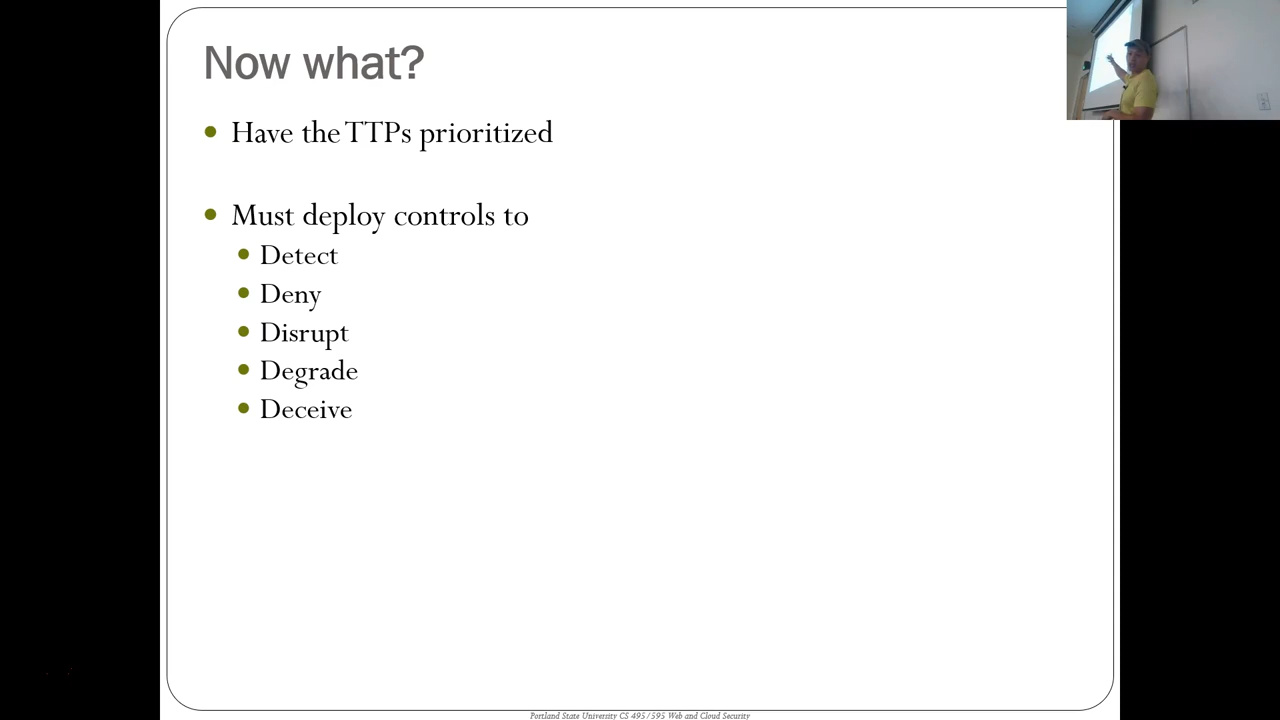 Now what?
Have the TTPs prioritized
Must deploy controls to
Detect
Deny
Disrupt
Degrade
Deceive
Portland State University CS 495/595 Web and Cloud Security